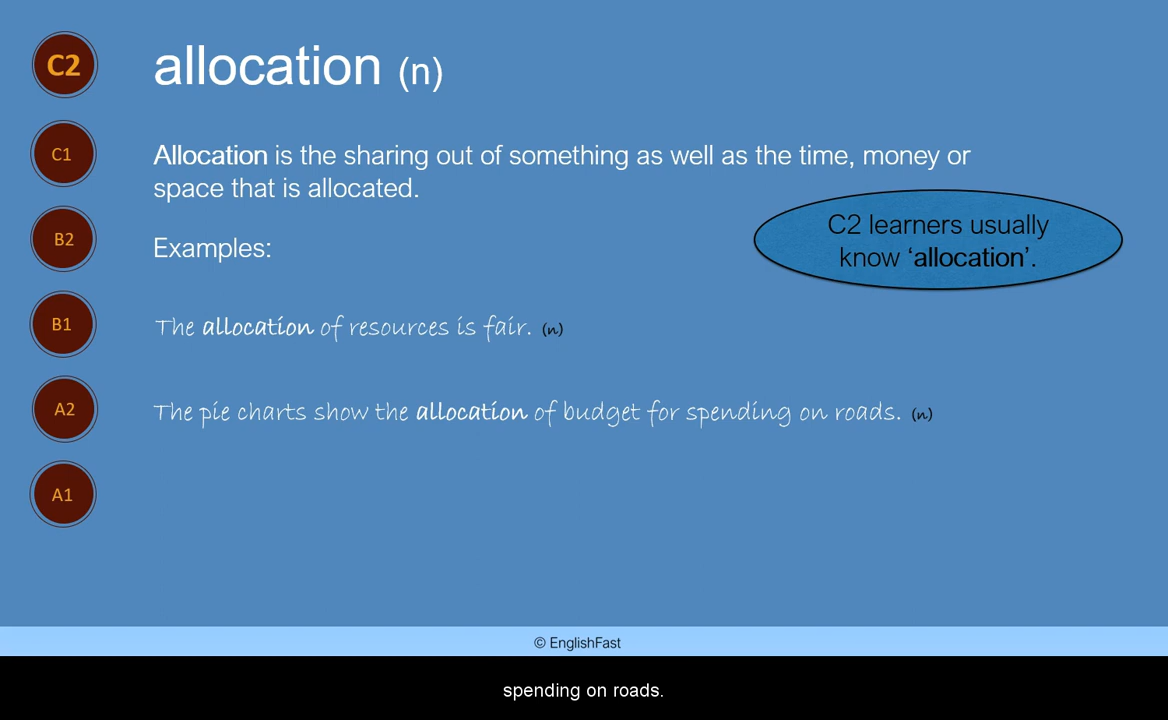 C2
allocation (n)
C1
Allocation is the sharing out of something as well as the time, money or
space that is allocated.
B2
Examples:
C2 learners usually
know ‘allocation’.
B1
The allocation of resources is fair. (n)
A2
The pie charts show the allocation of budget for spending on roads. (n)
A1
© EnglishFast
spending on roads.